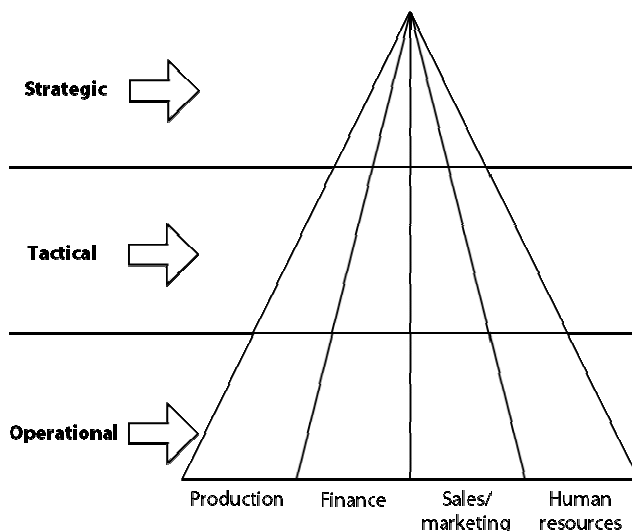 Strategic
Tactical
Operational
Production
Finance
Sales/
marketing
Human
resources